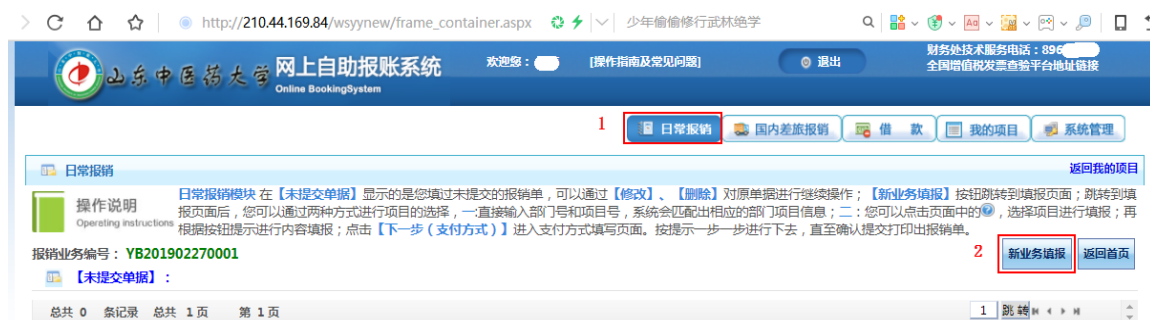 http://210.44.169.84/wsyynew/frame_container.aspx
少年偷偷修行武林绝学
山东中医药大学
网上自助报账系统
Online BookingSystem
欢迎您：
[操作指南及常见问题]
退出
财务处技术服务电话：896
全国增值税发票查验平台地址链接
1
日常报销
国内差旅报销
借 款
我的项目
系统管理
日常报销
返回我的项目
操作说明
Operating instructions
日常报销模块 在【未提交单据】显示的是您填过未提交的报销单，可以通过【修改】、【删除】对原单据进行继续操作；【新业务填报】按钮跳转到填报页面；跳转到填
报页面后，您可以通过两种方式进行项目的选择，一:直接输入部门号和项目号，系统会匹配出相应的部门项目信息；二：您可以点击页面中的，选择项目进行填报；再
根据按钮提示进行内容填报；点击【下一步（支付方式）】进入支付方式填写页面。按提示一步一步进行下去，直至确认提交打印出报销单。
报销业务编号： YB201902270001
2
新业务填报
返回首页
【未提交单据】：
总共 0 条记录 总共 1 页 第 1 页
1
跳 转